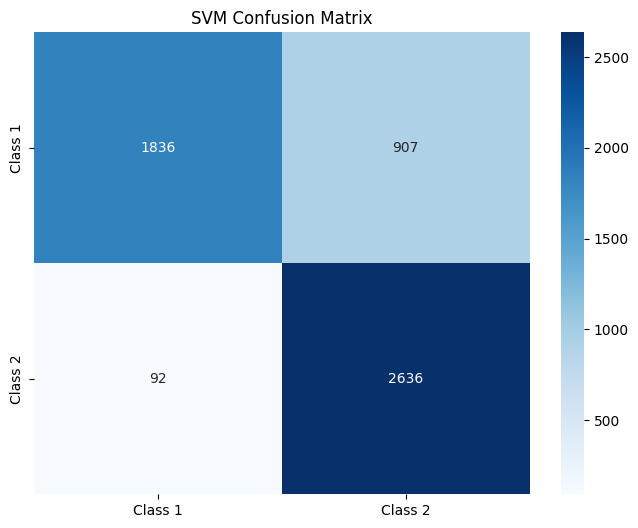 SVM Confusion Matrix
Class 1
1836
907
Class 2
92
2636
Class 1
Class 2
2500
2000
1500
1000
500